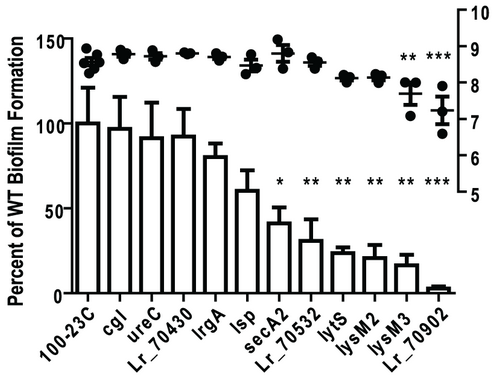 10
9
8
7
6
5
** ***
150
100
50
0
Percent of WT Biofilm Formation
* ** ** ** ** ***
100-23C
cgl
ureC
Lr_70430
lrgA
lsp
secA2
Lr_70532
lytS
lysM2
lysM3
Lr_70902